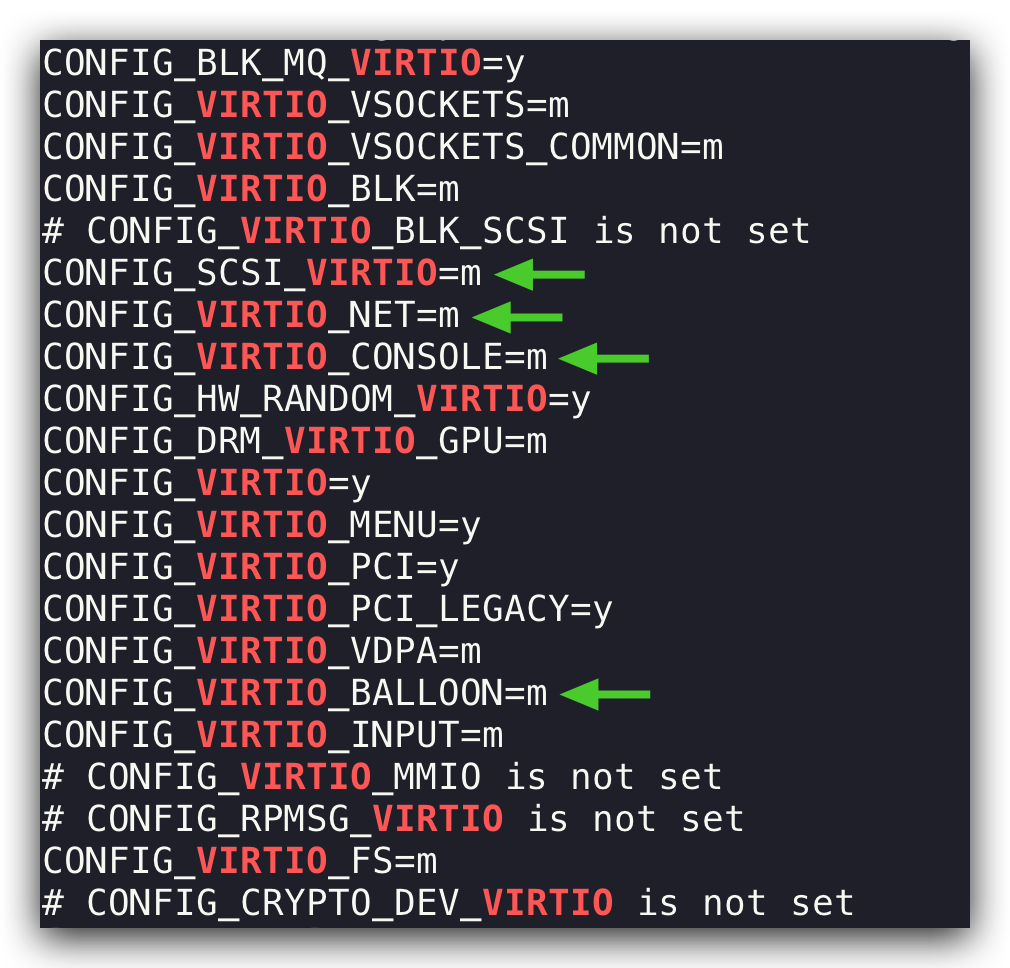 CONFIG_BLK_MQ_VIRTIO=y
CONFIG_VIRTIO_VSOCKETS=m
CONFIG_VIRTIO_VSOCKETS_COMMON=m
CONFIG_VIRTIO_BLK=m
# CONFIG_VIRTIO_BLK_SCSI is not set
CONFIG_SCSI_VIRTIO=m
CONFIG_VIRTIO_NET=m
CONFIG_VIRTIO_CONSOLE=m
CONFIG_HW_RANDOM_VIRTIO=y
CONFIG_DRM_VIRTIO_GPU=m
CONFIG_VIRTIO=y
CONFIG_VIRTIO_MENU=y
CONFIG_VIRTIO_PCI=y
CONFIG_VIRTIO_PCI_LEGACY=y
CONFIG_VIRTIO_VDPA=m
CONFIG_VIRTIO_BALLOON=m
CONFIG_VIRTIO_INPUT=m
# CONFIG_VIRTIO_MMIO is not set
# CONFIG_RPMSG_VIRTIO is not set
CONFIG_VIRTIO_FS=m
# CONFIG_CRYPTO_DEV_VIRTIO is not set